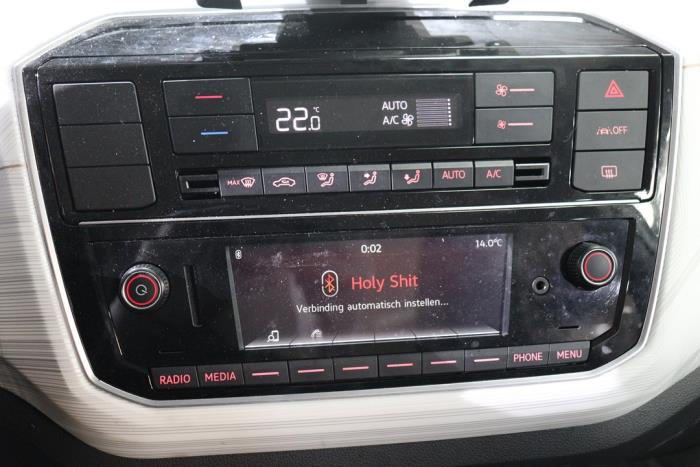 22.0 °C
AUTO
A/C
OFF
MAX
AUTO A/C
0:02 14.0°C
Holy Shit
Verbinding automatisch instellen...
RADIO MEDIA PHONE MENU